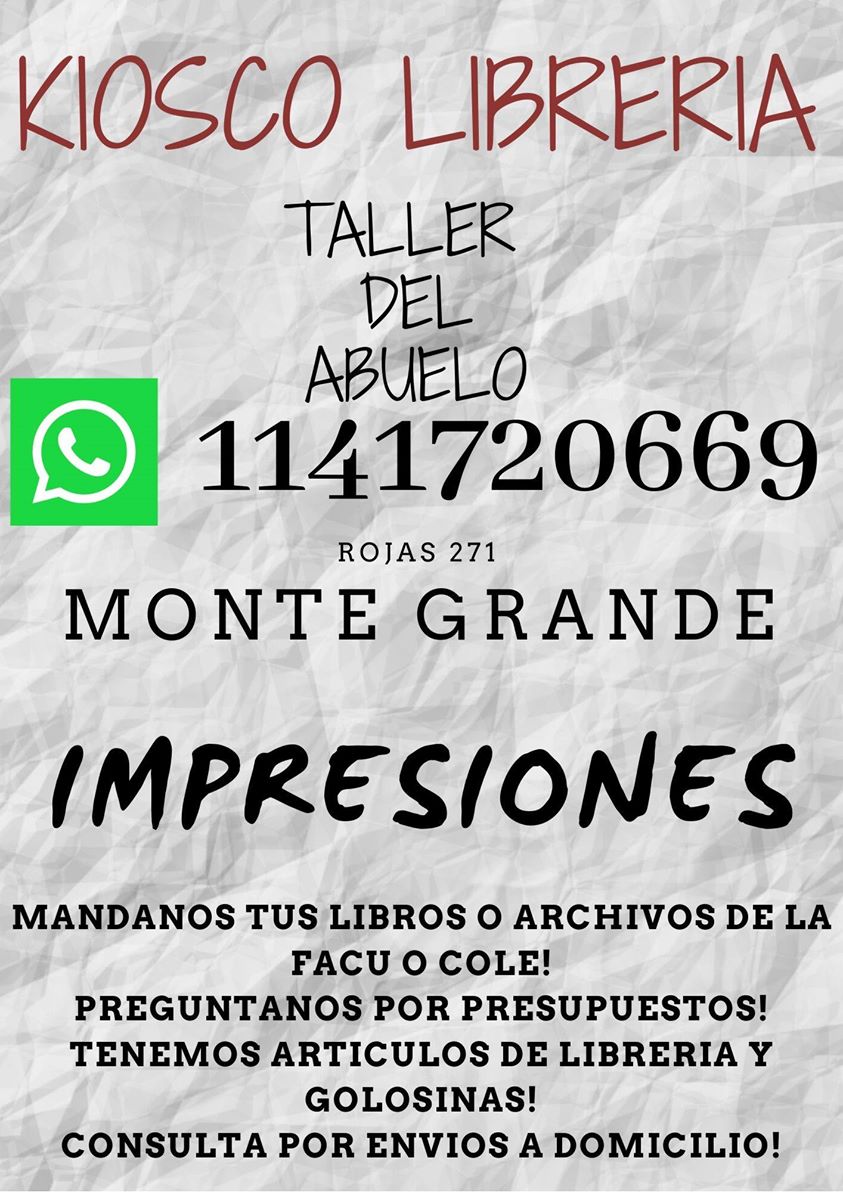 KIOSCO LIBRERIA
TALLER
DEL
ABUELO
1141720669
ROJAS 271
MONTE GRANDE
IMPRESIONES
MANDANOS TUS LIBROS O ARCHIVOS DE LA
FACU O COLE!
PREGUNTANOS POR PRESUPUESTOS!
TENEMOS ARTICULOS DE LIBRERIA Y
GOLOSINAS!
CONSULTA POR ENVIOS A DOMICILIO!